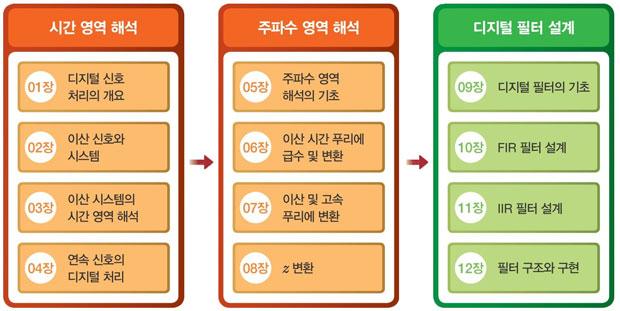 시간 영역 해석
01장
디지털 신호
처리의 개요
02장
이산 신호와
시스템
03장
이산 시스템의
시간 영역 해석
04장
연속 신호의
디지털 처리
주파수 영역 해석
05장
주파수 영역
해석의 기초
06장
이산 시간 푸리에
급수 및 변환
07장
이산 및 고속
푸리에 변환
08장
z 변환
디지털 필터 설계
09장
디지털 필터의 기초
10장
FIR 필터 설계
11장
IIR 필터 설계
12장
필터 구조와 구현